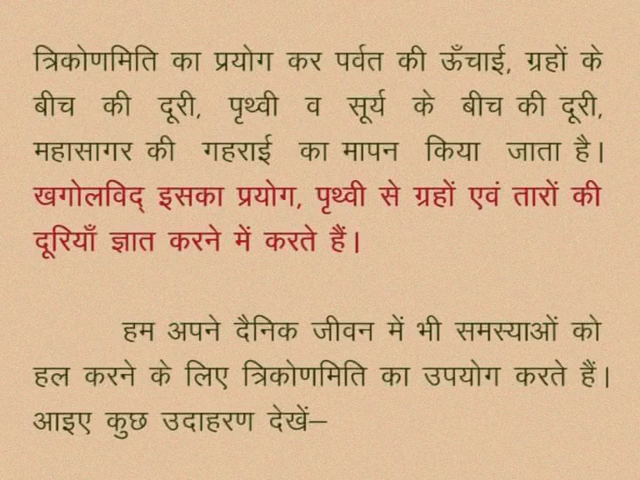 त्रिकोणमिति का प्रयोग कर पर्वत की ऊँचाई, ग्रहों के
बीच की दूरी, पृथ्वी व सूर्य के बीच की दूरी,
महासागर की गहराई का मापन किया जाता है।
खगोलविद् इसका प्रयोग, पृथ्वी से ग्रहों एवं तारों की
दूरियाँ ज्ञात करने में करते हैं।
हम अपने दैनिक जीवन में भी समस्याओं को
हल करने के लिए त्रिकोणमिति का उपयोग करते हैं।
आइए कुछ उदाहरण देखें—